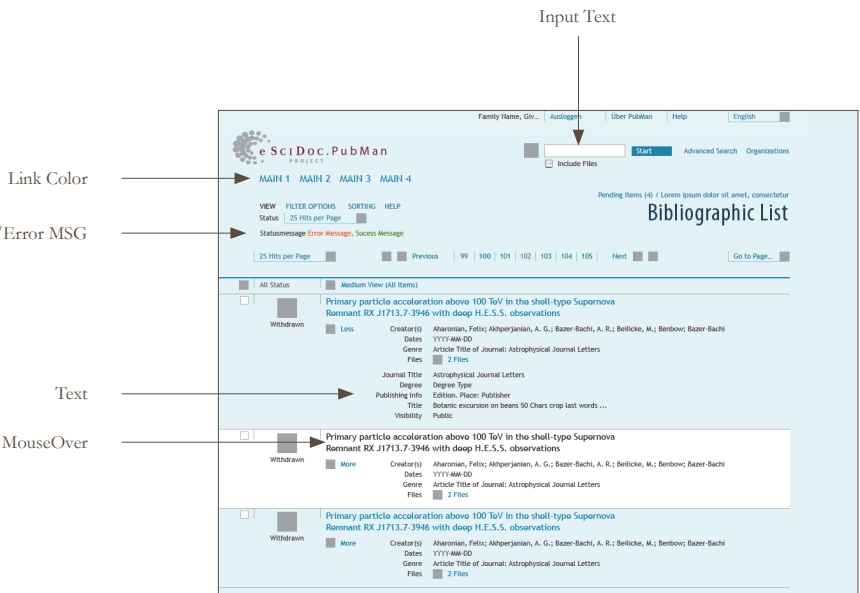 Input Text
Family Name, Giv... Ausloggen Über PubMan Help English
e SciDoc.PubMan
PROJECT
Start Advanced Search Organizations
Include Files
Link Color
MAIN 1 MAIN 2 MAIN 3 MAIN 4
Pending Items (4) / Lorem ipsum dolor sit amet, consectetur
Bibliographic List
VIEW FILTER OPTIONS SORTING HELP
Status 25 Hits per Page
/Error MSG
Statusmessage Error Message, Sucess Message
25 Hits per Page Previous 99 100 101 102 103 104 105 Next Go to Page...
All Status Medium View (All Items)
Primary particle acceleration above 100 TeV in the shell-type Supernova
Remnant RX J1713.7-3946 with deep H.E.S.S. observations
Withdrawn
Less Creator(s) Aharonian, Felix; Akhperjanian, A. G.; Bazer-Bachi, A. R.; Beilicke, M.; Benbow; Bazer-Bachi
Dates YYYY-MM-DD
Genre Article Title of Journal: Astrophysical Journal Letters
Files 2 Files
Journal Title Astrophysical Journal Letters
Degree Degree Type
Text
Publishing Info Edition. Place: Publisher
Title Botanic excursion on beans 50 Chars crop last words ...
Visibility Public
MouseOver
Primary particle acceleration above 100 TeV in the shell-type Supernova
Remnant RX J1713.7-3946 with deep H.E.S.S. observations
Withdrawn
More Creator(s) Aharonian, Felix; Akhperjanian, A. G.; Bazer-Bachi, A. R.; Beilicke, M.; Benbow; Bazer-Bachi
Dates YYYY-MM-DD
Genre Article Title of Journal: Astrophysical Journal Letters
Files 2 Files
Primary particle acceleration above 100 TeV in the shell-type Supernova
Remnant RX J1713.7-3946 with deep H.E.S.S. observations
Withdrawn
More Creator(s) Aharonian, Felix; Akhperjanian, A. G.; Bazer-Bachi, A. R.; Beilicke, M.; Benbow; Bazer-Bachi
Dates YYYY-MM-DD
Genre Article Title of Journal: Astrophysical Journal Letters
Files 2 Files